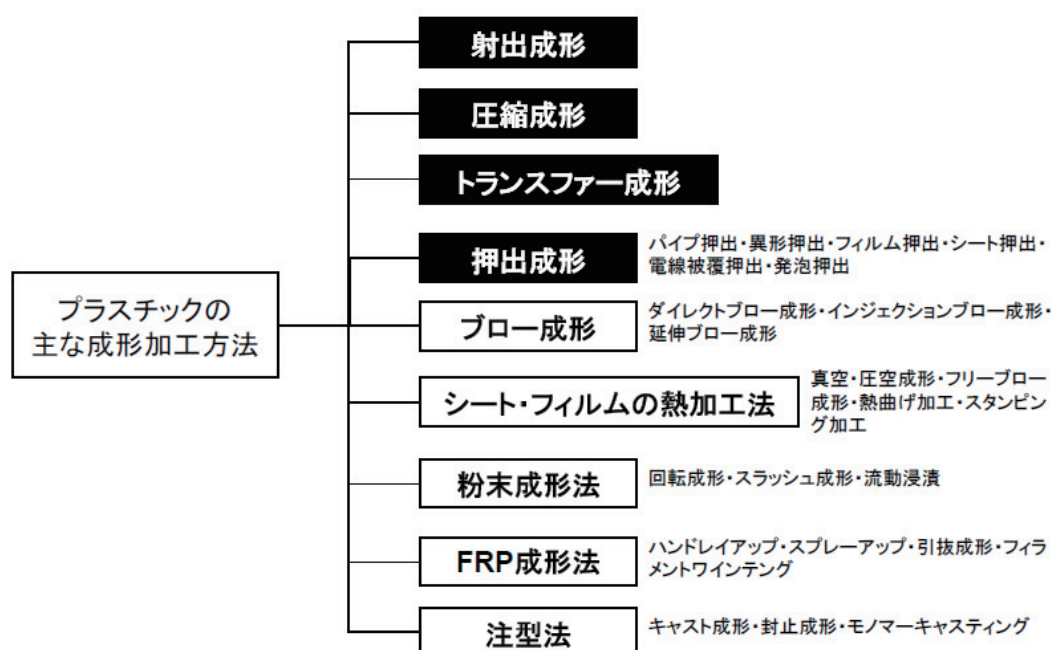 射出成形
圧縮成形
トランスファー成形
押出成形
パイプ押出・異形押出・フィルム押出・シート押出・
電線被覆押出・発泡押出
プラスチックの
主な成形加工方法
ブロー成形
ダイレクトブロー成形・インジェクションブロー成形・
延伸ブロー成形
シート・フィルムの熱加工法
真空・圧空成形・フリーブロー
成形・熱曲げ加工・スタンピン
グ加工
粉末成形法
回転成形・スラッシュ成形・流動浸漬
FRP成形法
ハンドレイアップ・スプレーアップ・引抜成形・フィラ
メントワインテング
注型法
キャスト成形・封止成形・モノマーキャスティング